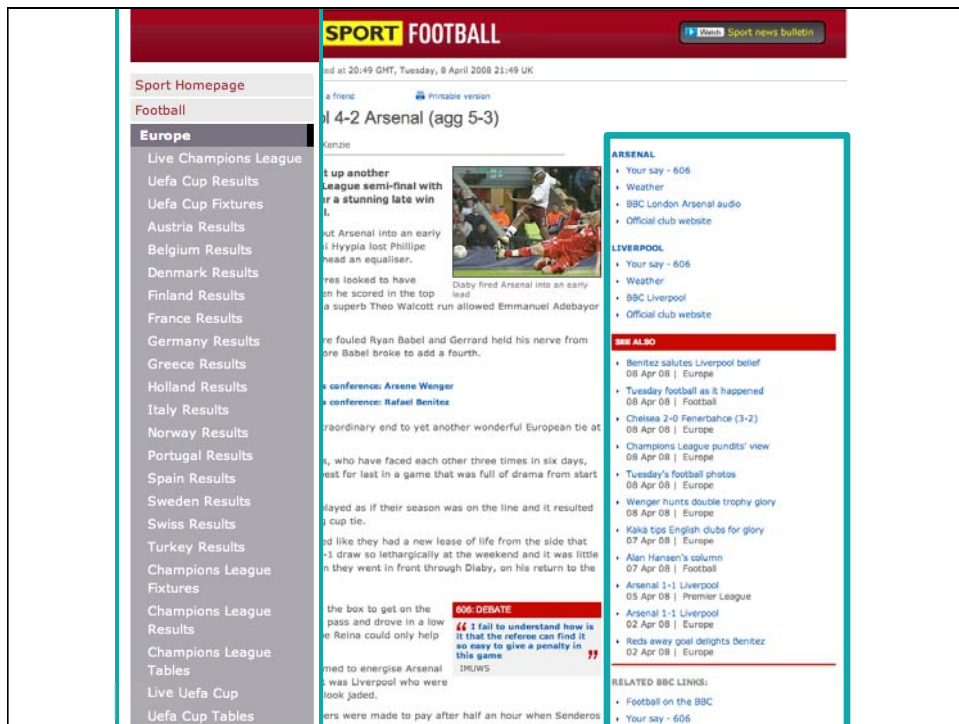 SPORT FOOTBALL
Watch Sport news bulletin
Sport Homepage
Football
Europe
Live Champions League
Uefa Cup Results
Uefa Cup Fixtures
Austria Results
Belgium Results
Denmark Results
Finland Results
France Results
Germany Results
Greece Results
Holland Results
Italy Results
Norway Results
Portugal Results
Spain Results
Sweden Results
Swiss Results
Turkey Results
Champions League
Fixtures
Champions League
Results
Champions League
Tables
Live Uefa Cup
Uefa Cup Tables
ted at 20:49 GMT, Tuesday, 8 April 2008 21:49 UK
a friend
Printable version
ol 4-2 Arsenal (agg 5-3)
Kenzie
t up another
League semi-final with
r a stunning late win
l.
ut Arsenal into an early
i Hyypia lost Phillipe
head an equaliser.
res looked to have
n he scored in the top
a superb Theo Walcott run allowed Emmanuel Adebayor
Diaby fired Arsenal into an early
lead
re fouled Ryan Babel and Gerrard held his nerve from
ore Babel broke to add a fourth.
s conference: Arsene Wenger
s conference: Rafael Benitez
traordinary end to yet another wonderful European tie at
s, who have faced each other three times in six days,
est for last in a game that was full of drama from start
played as if their season was on the line and it resulted
g cup tie.
ed like they had a new lease of life from the side that
-1 draw so lethargically at the weekend and it was little
n they went in front through Diaby, on his return to the
the box to get on the
pass and drove in a low
e Reina could only help
606: DEBATE
I fail to understand how is
it that the referee can find it
so easy to give a penalty in
this game
IMUWS
med to energise Arsenal
t was Liverpool who were
look jaded.
ers were made to pay after half an hour when Senderos
ARSENAL
Your say - 606
Weather
BBC London Arsenal audio
Official club website
LIVERPOOL
Your say - 606
Weather
BBC Liverpool
Official club website
SEE ALSO
Benitez salutes Liverpool belief
08 Apr 08 | Europe
Tuesday football as it happened
08 Apr 08 | Football
Chelsea 2-0 Fenerbahce (3-2)
08 Apr 08 | Europe
Champions League pundits' view
08 Apr 08 | Europe
Tuesday's football photos
08 Apr 08 | Europe
Wenger hunts double trophy glory
08 Apr 08 | Europe
Kaka tips English clubs for glory
07 Apr 08 | Europe
Alan Hansen's column
07 Apr 08 | Football
Arsenal 1-1 Liverpool
05 Apr 08 | Premier League
Arsenal 1-1 Liverpool
02 Apr 08 | Europe
Reds away goal delights Benitez
02 Apr 08 | Europe
RELATED BBC LINKS:
Football on the BBC
Your say - 606